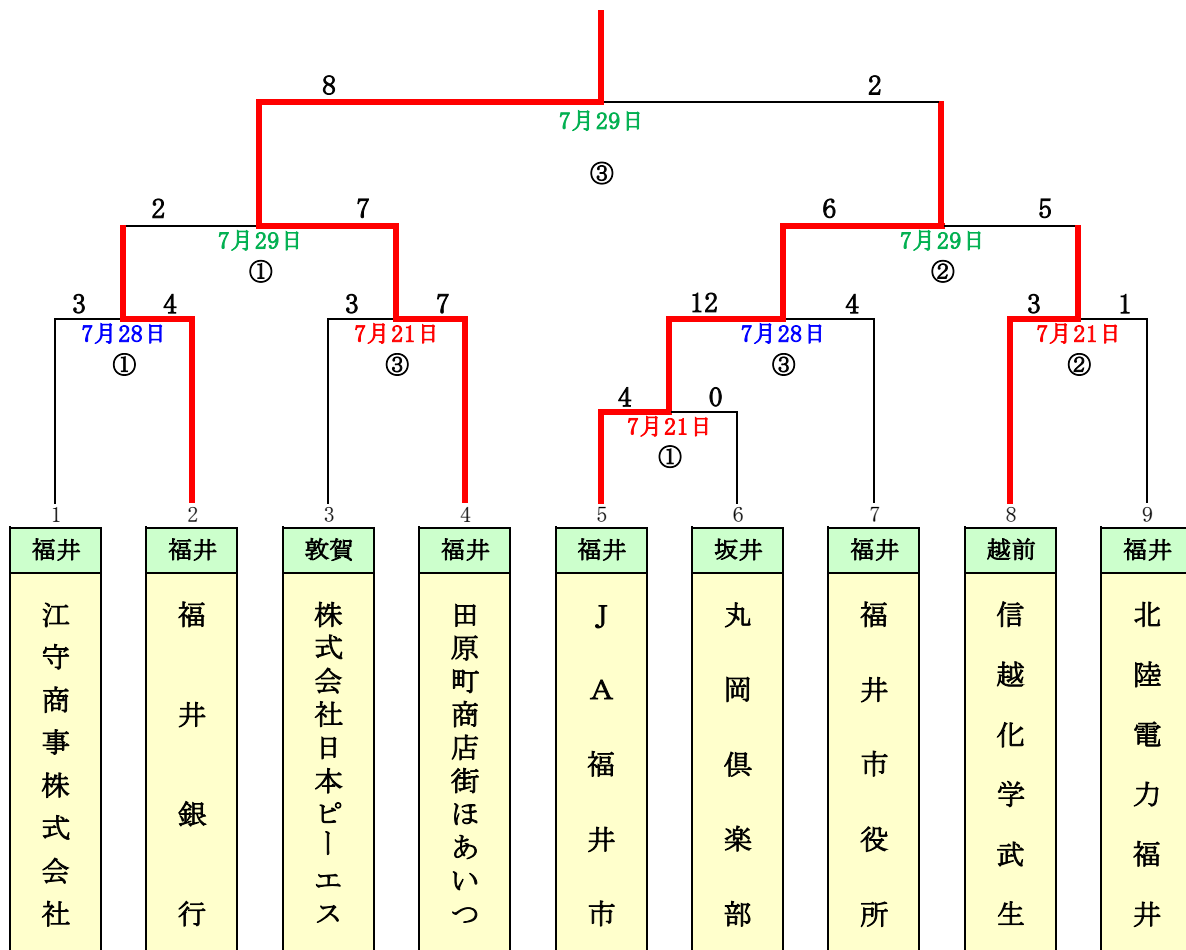 8 2
7月29日
③
2 7 6 5
7月29日 7月29日
① ②
3 4 3 7 12 4 3 1
7月28日 7月21日 7月28日 7月21日
① ③ ③ ②
4 0
7月21日
①
1 2 3 4 5 6 7 8 9
福井 福井 敦賀 福井 福井 坂井 福井 越前 福井
江守商事株式会社
福井銀行
株式会社日本ピーエス
田原町商店街ほあいつ
JA福井市
丸岡倶楽部
福井市役所
信越化学武生
北陸電力福井